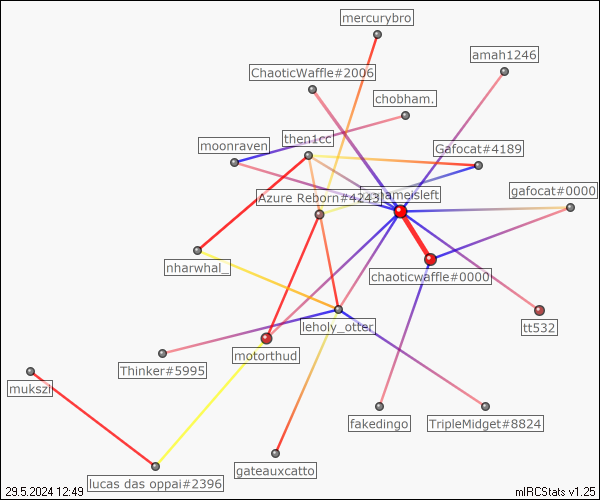 mercurybro
amah1246
ChaoticWaffle#2006
chobham.
then1cc
moonraven
Gafocat#4189
gafocat#0000
Azure Reborn#4243
nharwhal_
chaoticwaffle#0000
leholy_otter
tt532
motorthud
Thinker#5995
mukszi
fakedingo
TripleMidget#8824
gateauxcatto
lucas das oppai#2396
29.5.2024 12:49
mIRCStats v1.25